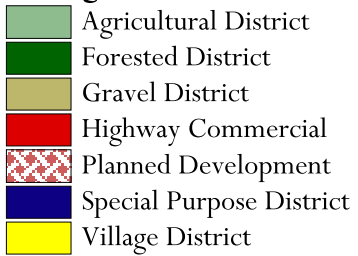 Agricultural District
Forested District
Gravel District
Highway Commercial
Planned Development
Special Purpose District
Village District